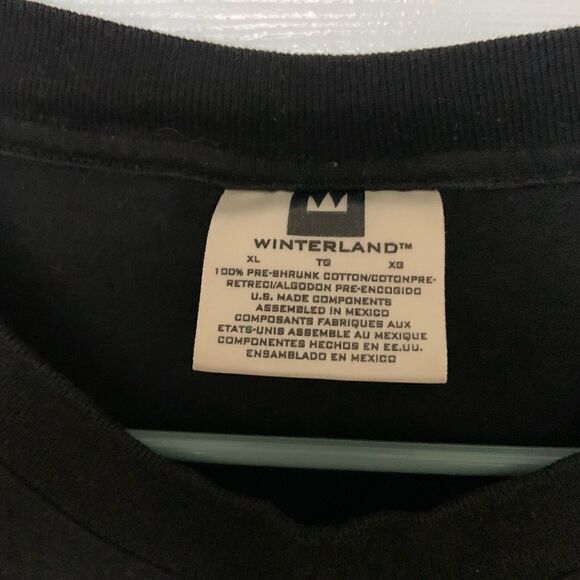 WINTERLAND™
XL TG XG
100% PRE-SHRUNK COTTON/COTONPRE-
RETRECI/ALGODON PRE-ENCOGIDO
U.S. MADE COMPONENTS
ASSEMBLED IN MEXICO
COMPOSANTS FABRIQUES AUX
ETATS-UNIS ASSEMBLE AU MEXIQUE
COMPONENTES HECHOS EN EE.UU.
ENSAMBLADO EN MEXICO